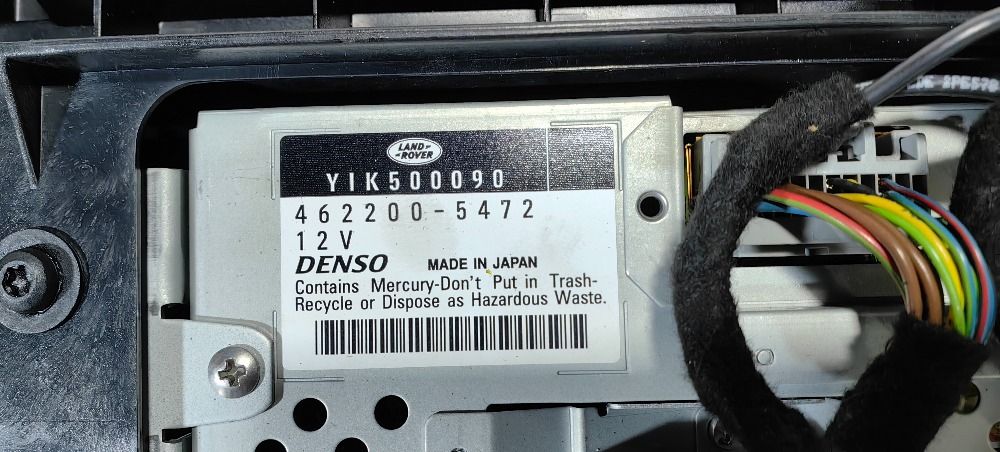 LAND-
-ROVER
YIK500090
462200-5472
12V
DENSO MADE IN JAPAN
Contains Mercury-Don't Put in Trash-
Recycle or Dispose as Hazardous Waste.